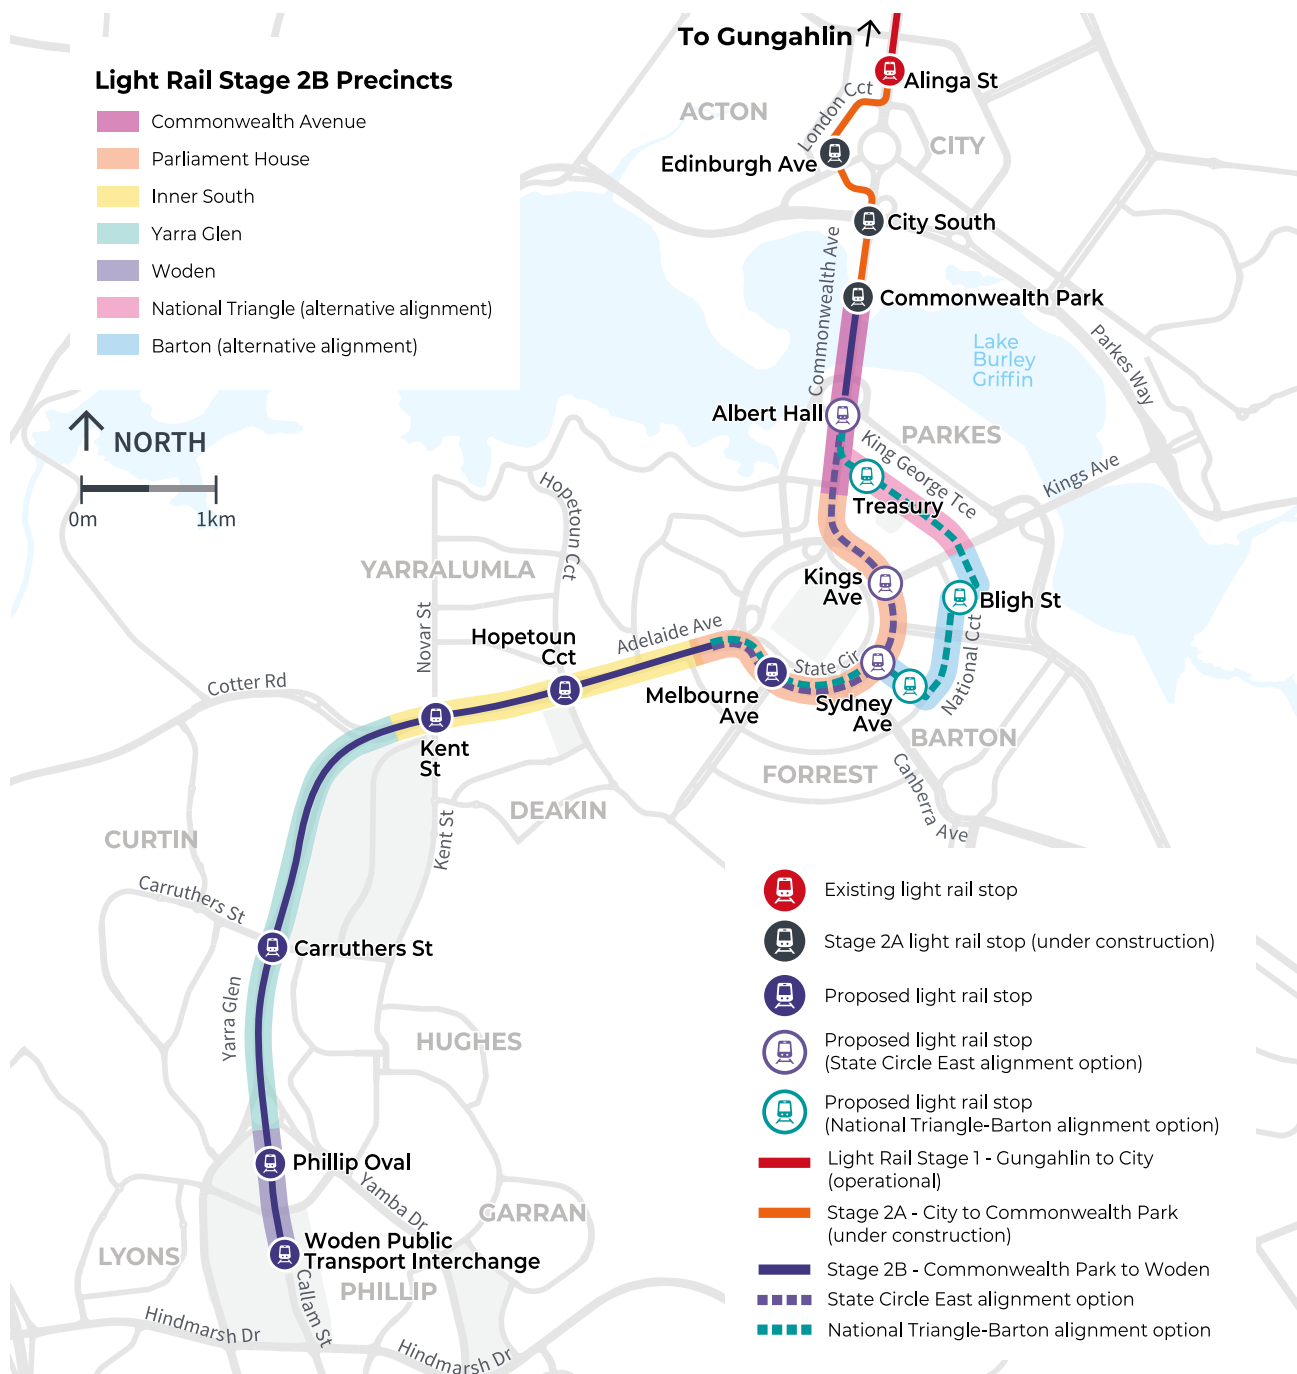 To Gungahlin
Light Rail Stage 2B Precincts
Commonwealth Avenue
Parliament House
Inner South
Yarra Glen
Woden
National Triangle (alternative alignment)
Barton (alternative alignment)
NORTH
0m
1km
Alinga St
London Cct
ACTON
CITY
Edinburgh Ave
City South
Commonwealth Ave
Commonwealth Park
Lake
Burley
Griffin
Parkes Way
Albert Hall
PARKES
King George Tce
Kings Ave
Treasury
Hopetoun Cct
YARRALUMLA
Kings
Ave
Bligh St
Novar St
Hopetoun
Cct
Adelaide Ave
State Cir
National Cct
Cotter Rd
Melbourne
Ave
Sydney
Ave
BARTON
Kent
St
FORREST
Canberra Ave
DEAKIN
Kent St
CURTIN
Carruthers St
Carruthers St
Yarra Glen
HUGHES
Phillip Oval
Yamba Dr
GARRAN
Woden Public
Transport Interchange
LYONS
PHILLIP
Callam St
Hindmarsh Dr
Hindmarsh Dr
Existing light rail stop
Stage 2A light rail stop (under construction)
Proposed light rail stop
Proposed light rail stop
(State Circle East alignment option)
Proposed light rail stop
(National Triangle-Barton alignment option)
Light Rail Stage 1 - Gungahlin to City
(operational)
Stage 2A - City to Commonwealth Park
(under construction)
Stage 2B - Commonwealth Park to Woden
State Circle East alignment option
National Triangle-Barton alignment option